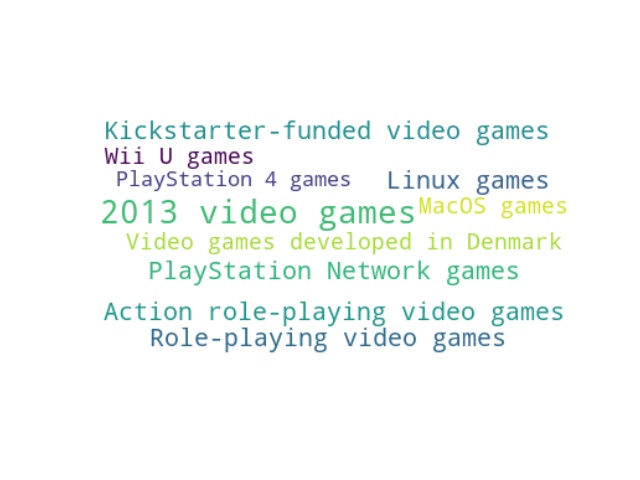 Kickstarter-funded video games
Wii U games
PlayStation 4 games
Linux games
2013 video games
MacOS games
Video games developed in Denmark
PlayStation Network games
Action role-playing video games
Role-playing video games